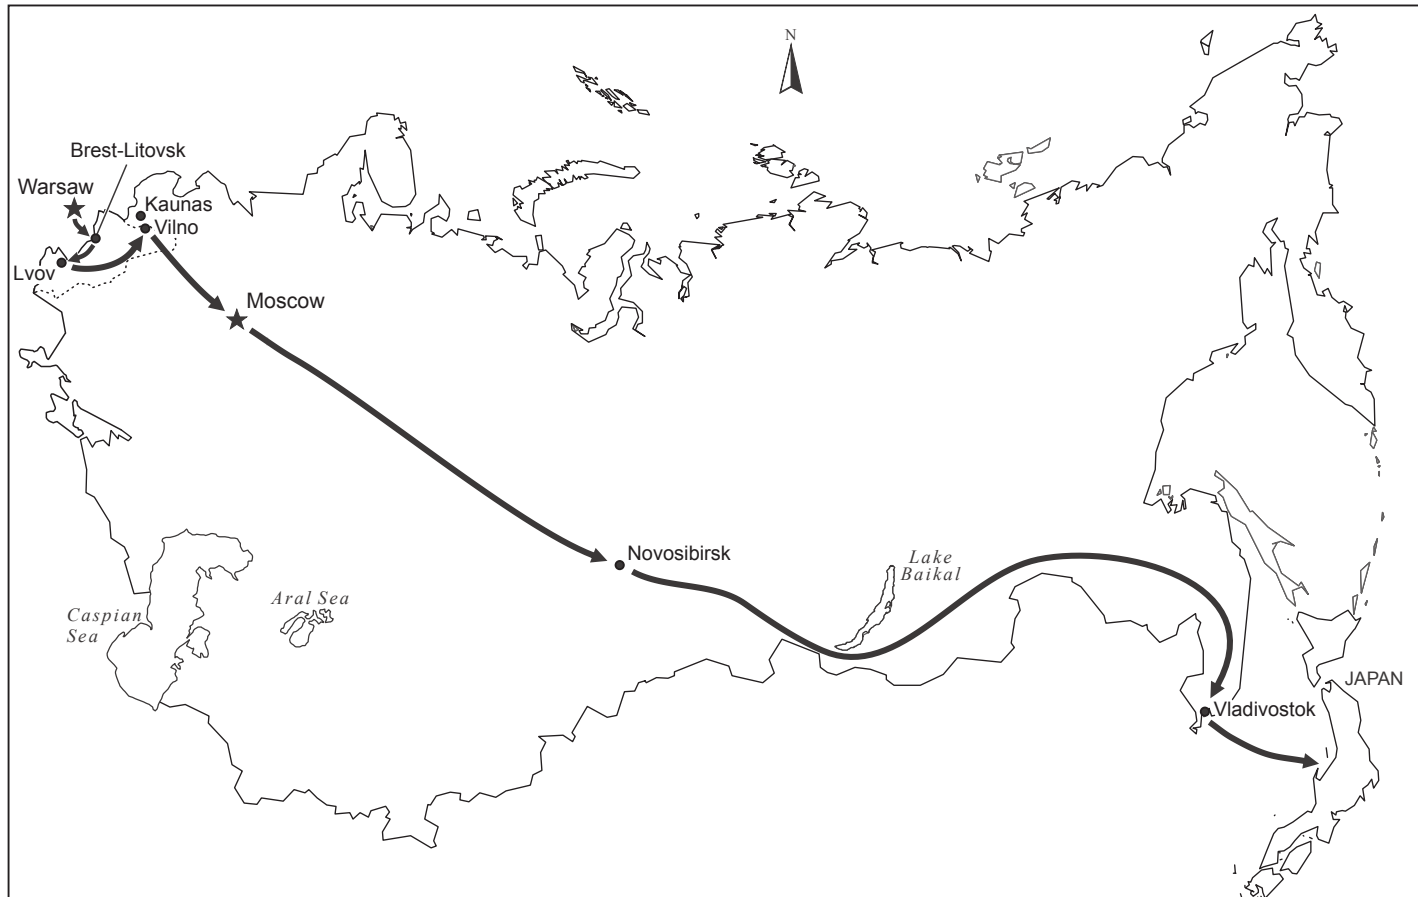 N
Brest-Litovsk
Warsaw
Kaunas
Vilno
Lvov
Moscow
Novosibirsk
Lake
Baikal
Aral Sea
Caspian
Sea
JAPAN
Vladivostok